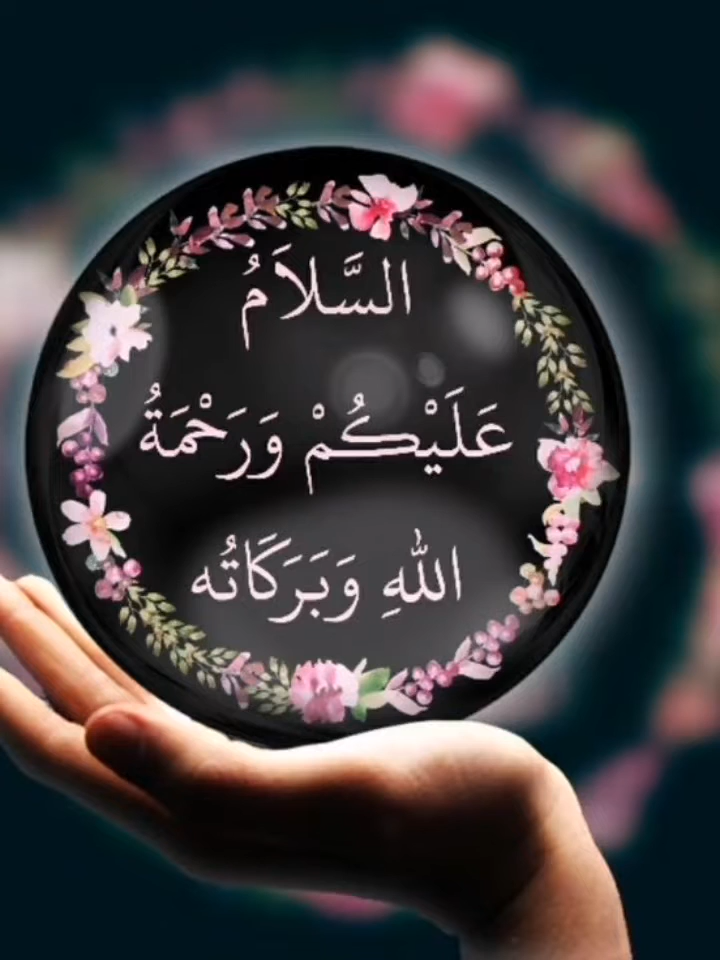 السَّلاَمُ
عَلَيْكُمْ وَرَحْمَةُ
اللهِ وَبَرَكَاتُه